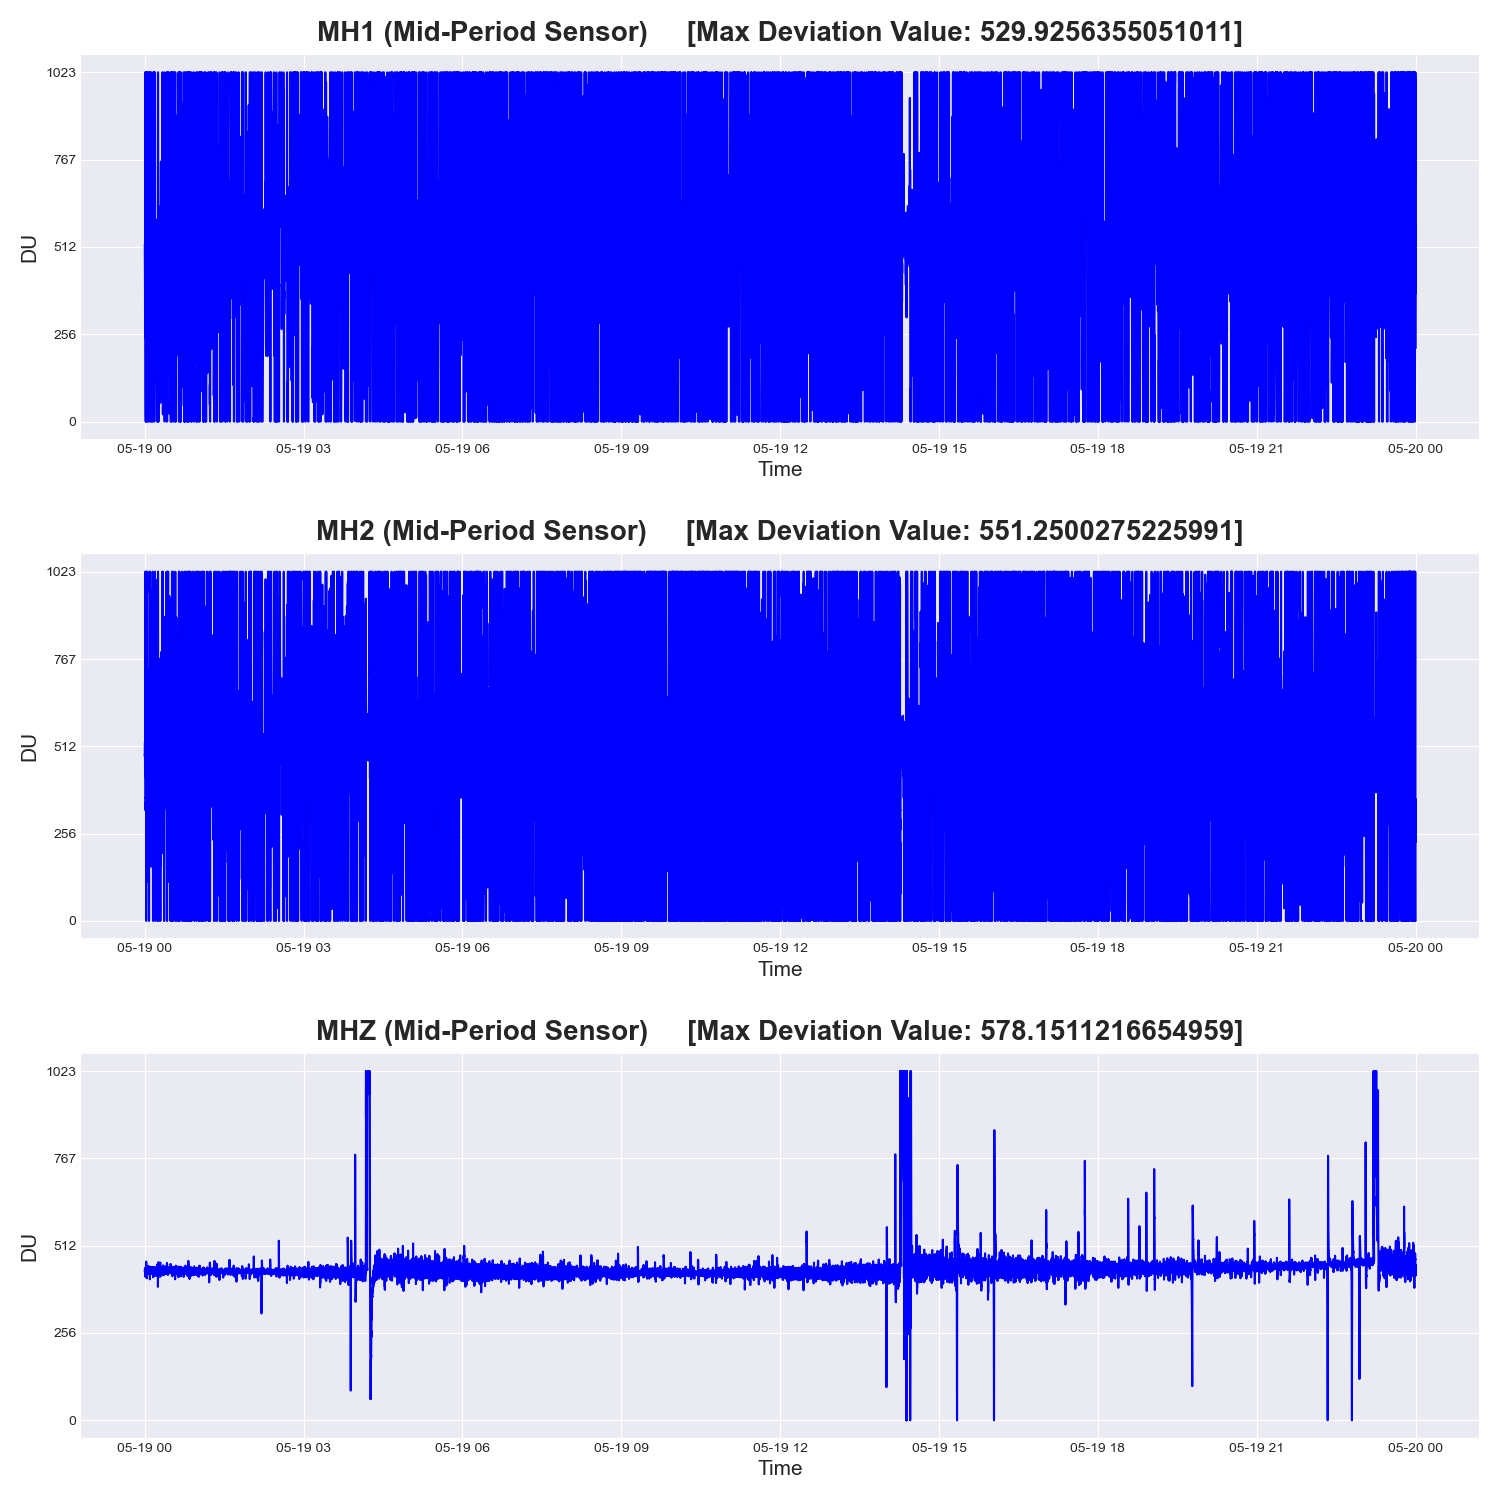 MH1 (Mid-Period Sensor) [Max Deviation Value: 529.9256355051011]
1023
767
512
256
0
DU
05-19 00 05-19 03 05-19 06 05-19 09 05-19 12 05-19 15 05-19 18 05-19 21 05-20 00
Time
MH2 (Mid-Period Sensor) [Max Deviation Value: 551.2500275225991]
1023
767
512
256
0
DU
05-19 00 05-19 03 05-19 06 05-19 09 05-19 12 05-19 15 05-19 18 05-19 21 05-20 00
Time
MHZ (Mid-Period Sensor) [Max Deviation Value: 578.1511216654959]
1023
767
512
256
0
DU
05-19 00 05-19 03 05-19 06 05-19 09 05-19 12 05-19 15 05-19 18 05-19 21 05-20 00
Time